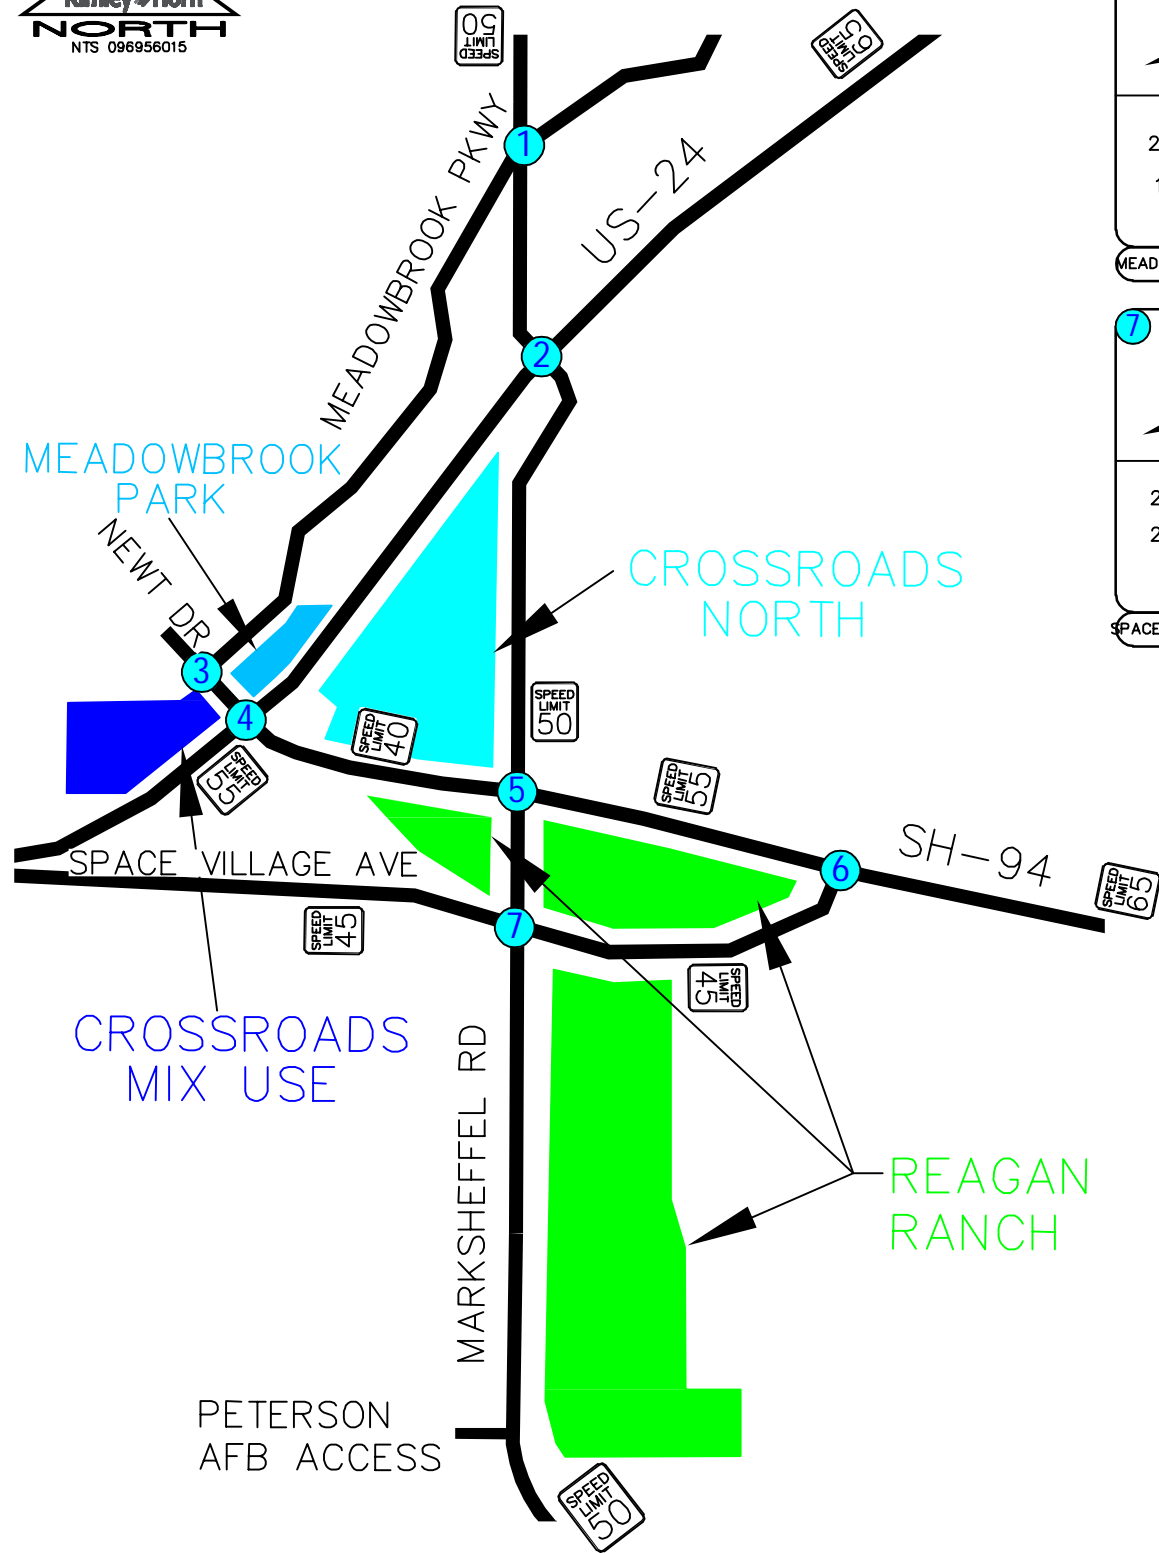 NORTH
NTS 096956015
SPEED
LIMIT
50
SPEED
LIMIT
65
MEADOWBROOK PKWY
1
US-24
2
MEAD
7
2
2
SPACE
2
MEADOWBROOK
PARK
NEWT DR
3
4
CROSSROADS
NORTH
SPEED
LIMIT
50
SPEED
LIMIT
40
SPEED
LIMIT
55
SPEED
LIMIT
55
5
6
SH-94
SPEED
LIMIT
65
SPACE VILLAGE AVE
SPEED
LIMIT
45
7
SPEED
LIMIT
45
CROSSROADS
MIX USE
MARKSHEFFEL RD
REAGAN
RANCH
PETERSON
AFB ACCESS
SPEED
LIMIT
50